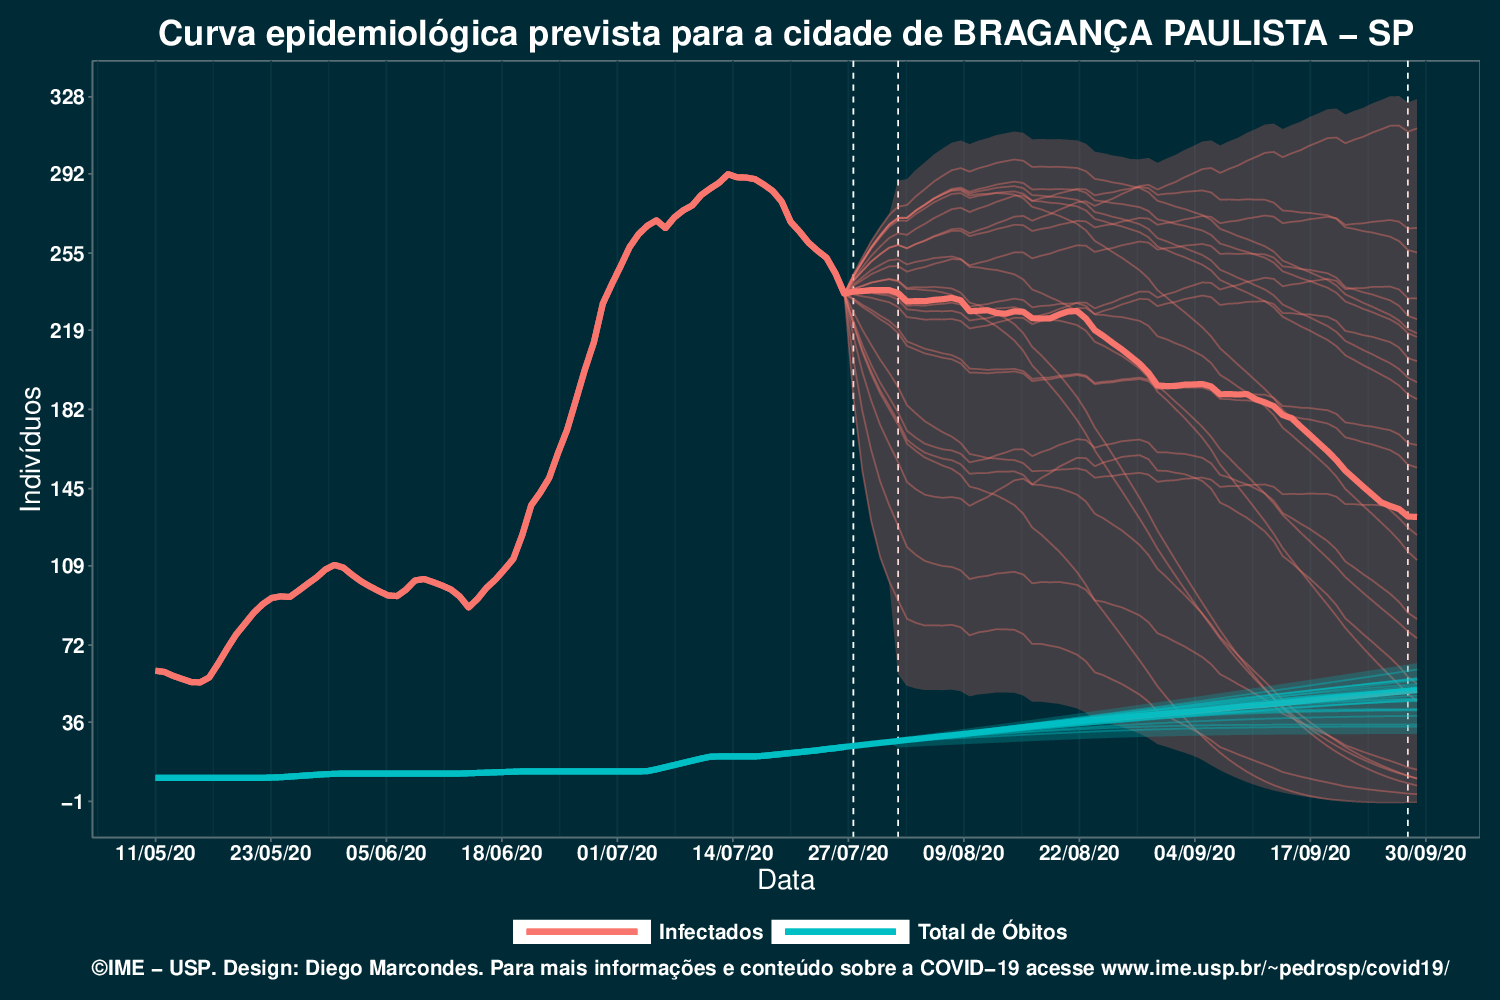 Curva epidemiológica prevista para a cidade de BRAGANÇA PAULISTA – SP
Indivíduos
328
292
255
219
182
145
109
72
36
−1
11/05/20 23/05/20 05/06/20 18/06/20 01/07/20 14/07/20 27/07/20 09/08/20 22/08/20 04/09/20 17/09/20 30/09/20
Data
Infectados Total de Óbitos
©IME – USP. Design: Diego Marcondes. Para mais informações e conteúdo sobre a COVID−19 acesse www.ime.usp.br/~pedrosp/covid19/